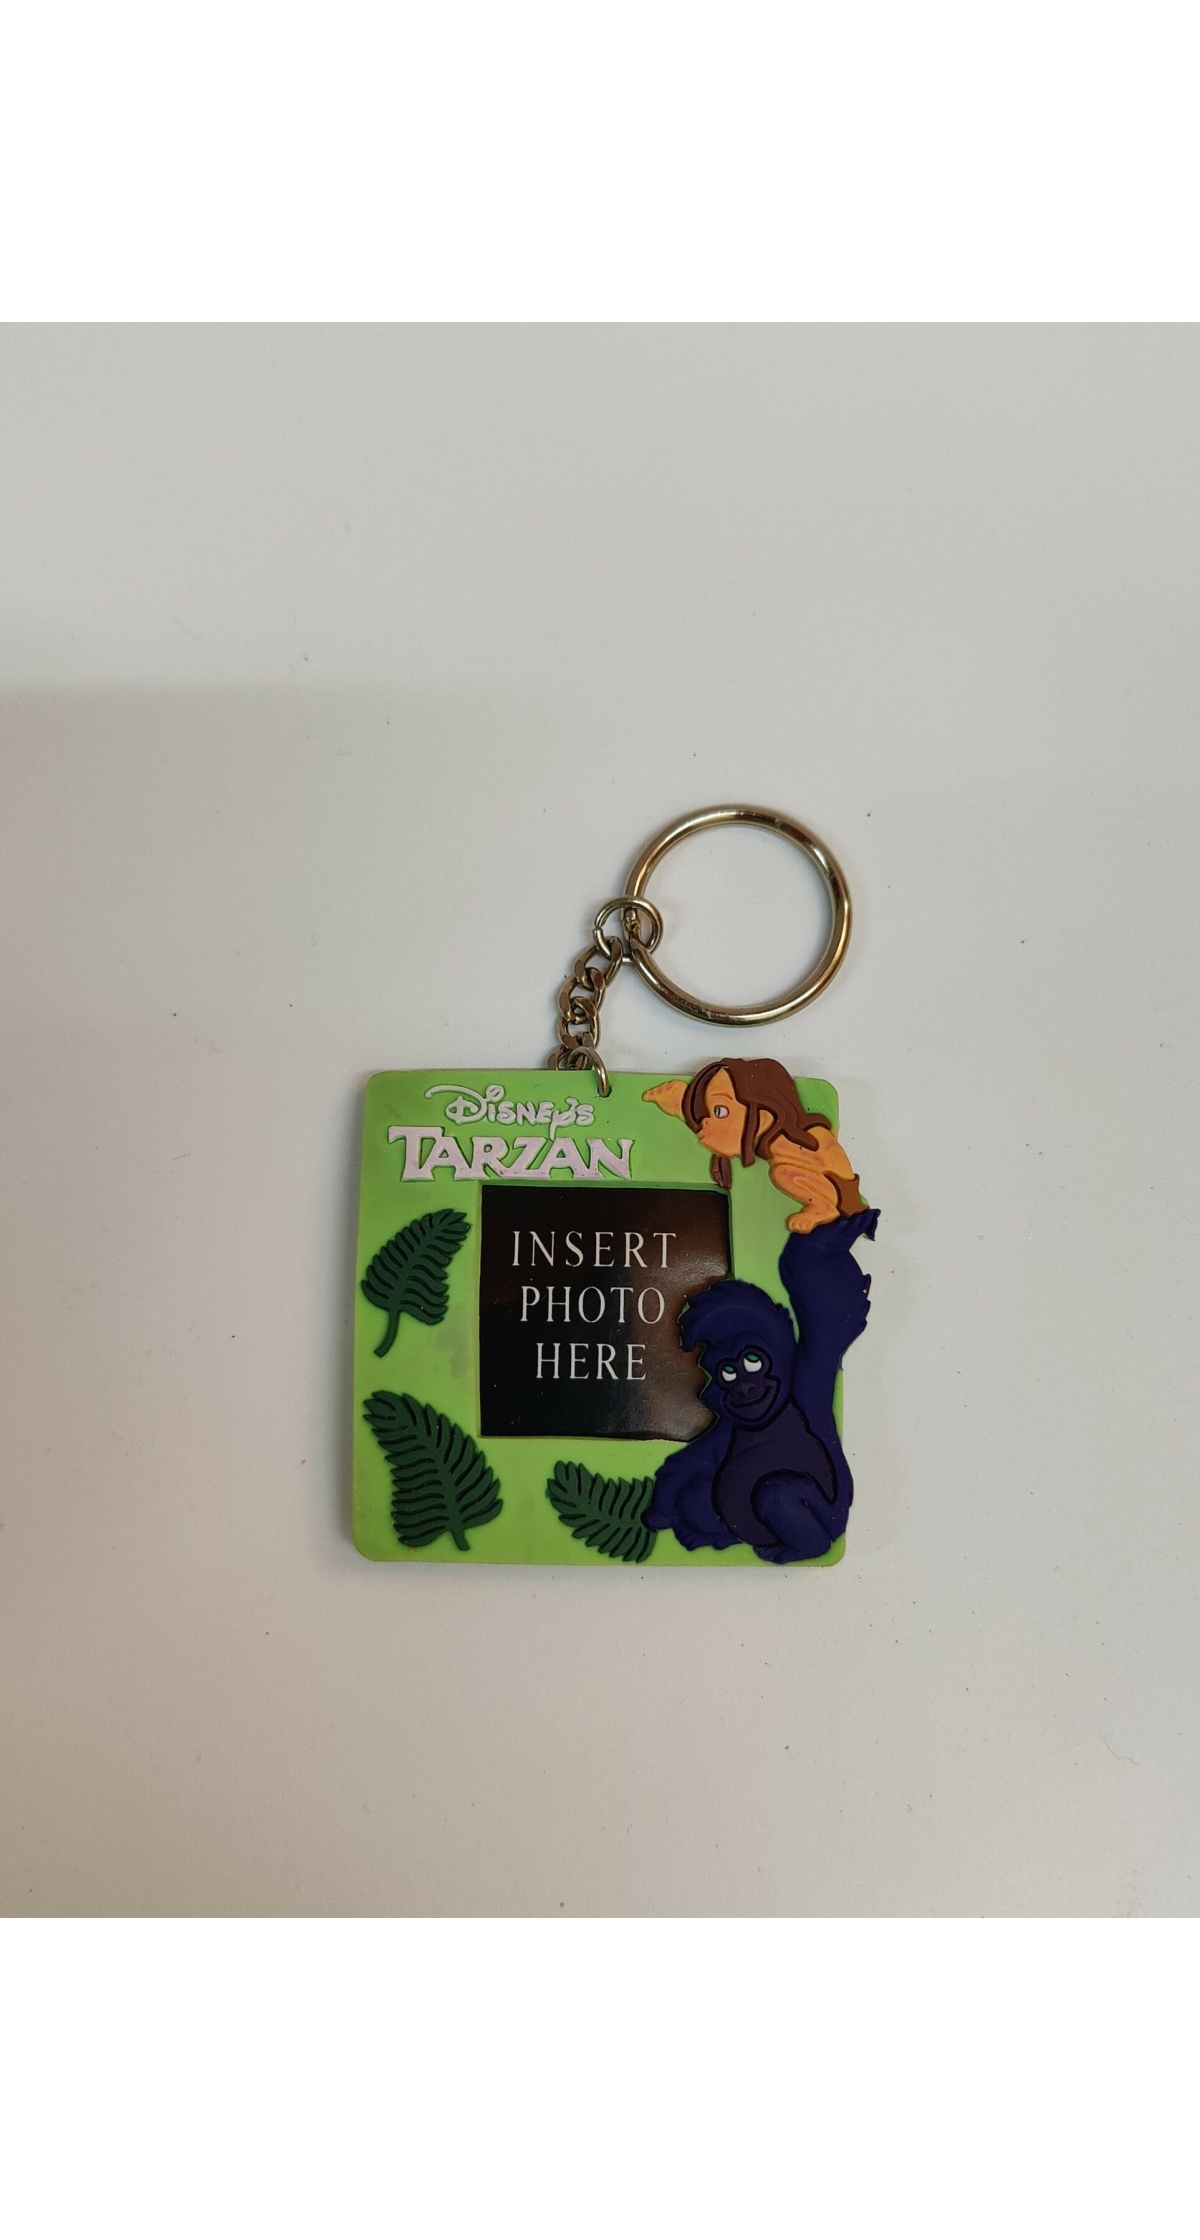 DISNEY'S
TARZAN
INSERT
PHOTO
HERE